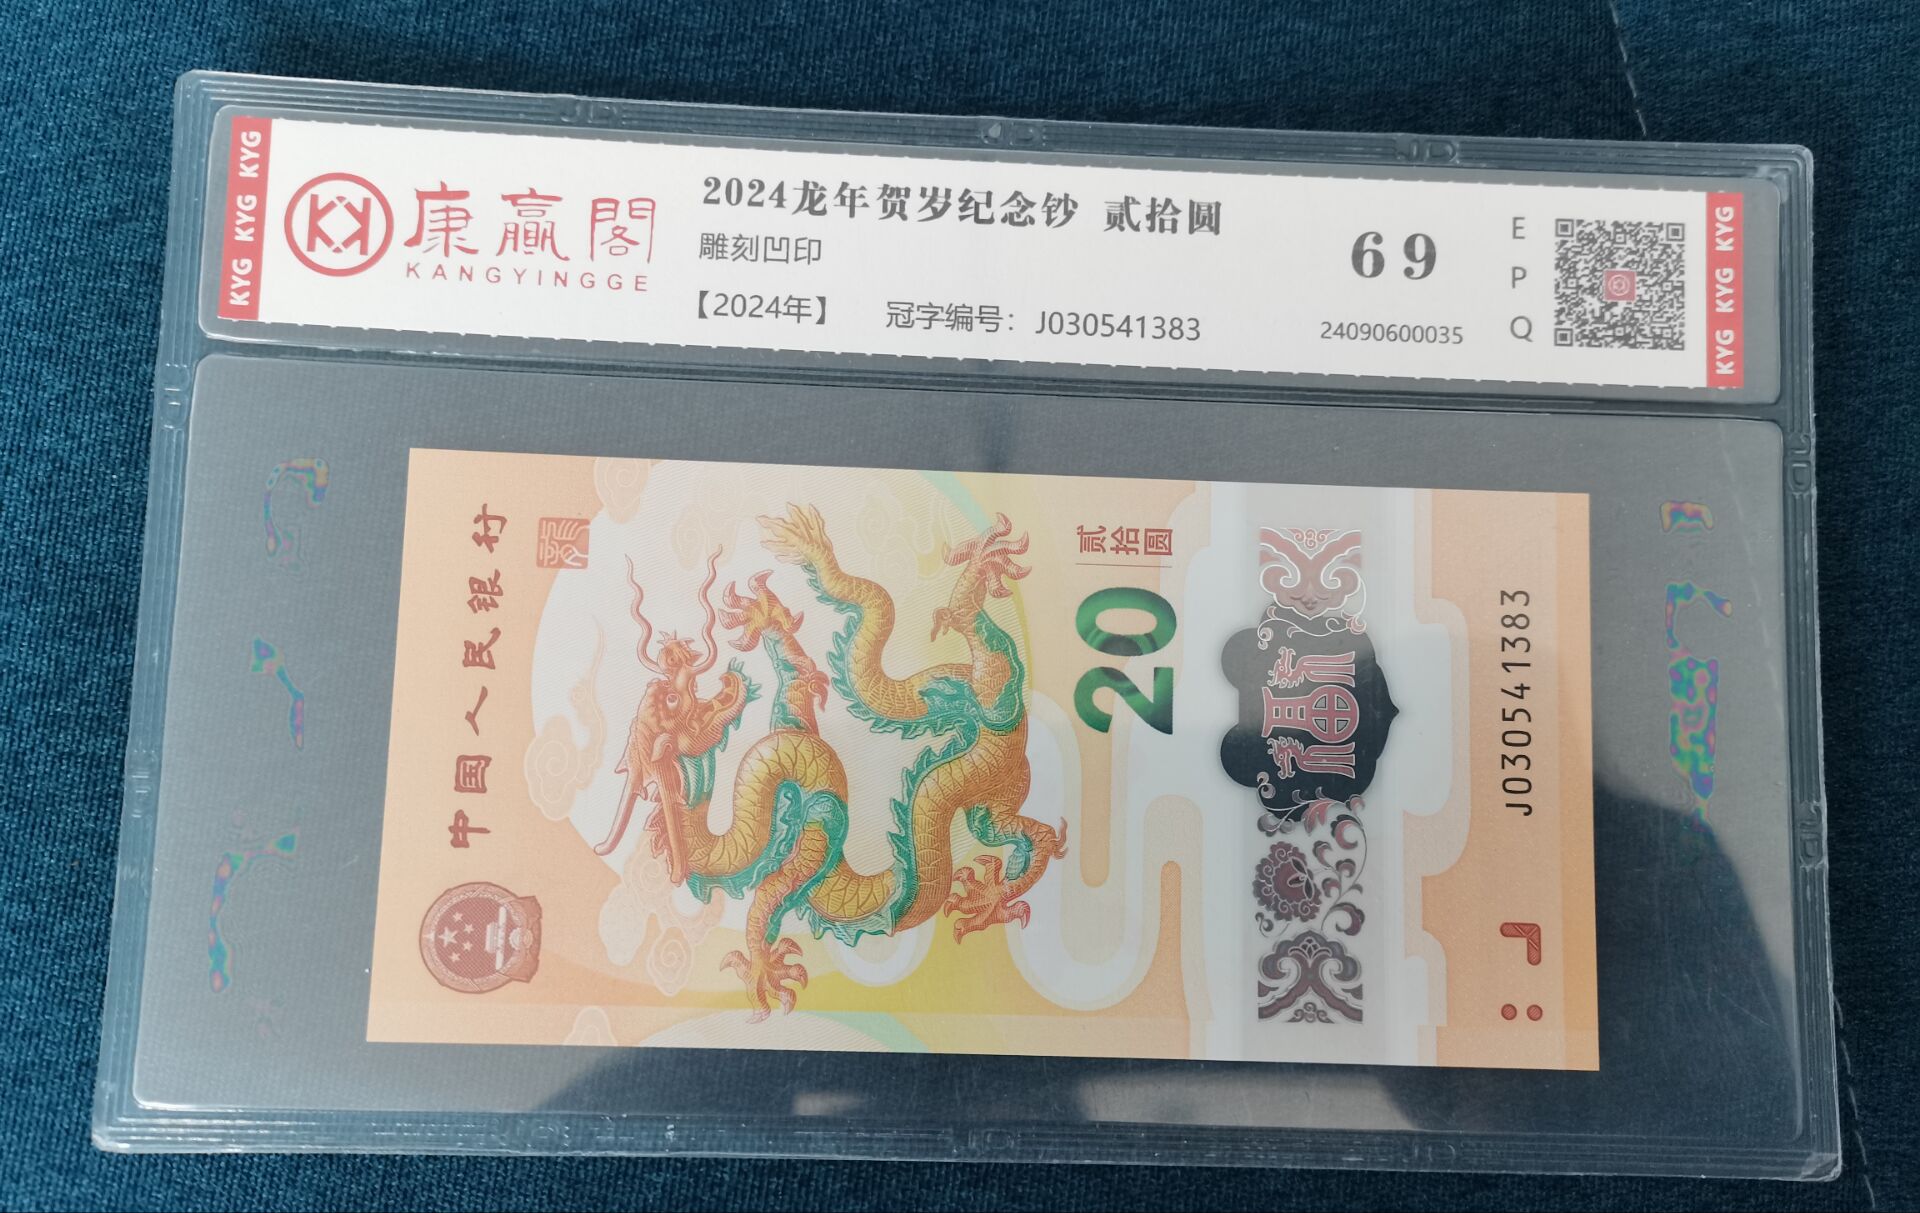 KYG KYG KYG
康赢閣
KANGYINGGE
2024龙年贺岁纪念钞 贰拾圆
雕刻凹印
【2024年】 冠字编号：J030541383
69
24090600035
E
P
Q
KYG KYG KYG
中国人民银行
龍
贰拾圆
20
福
J030541383